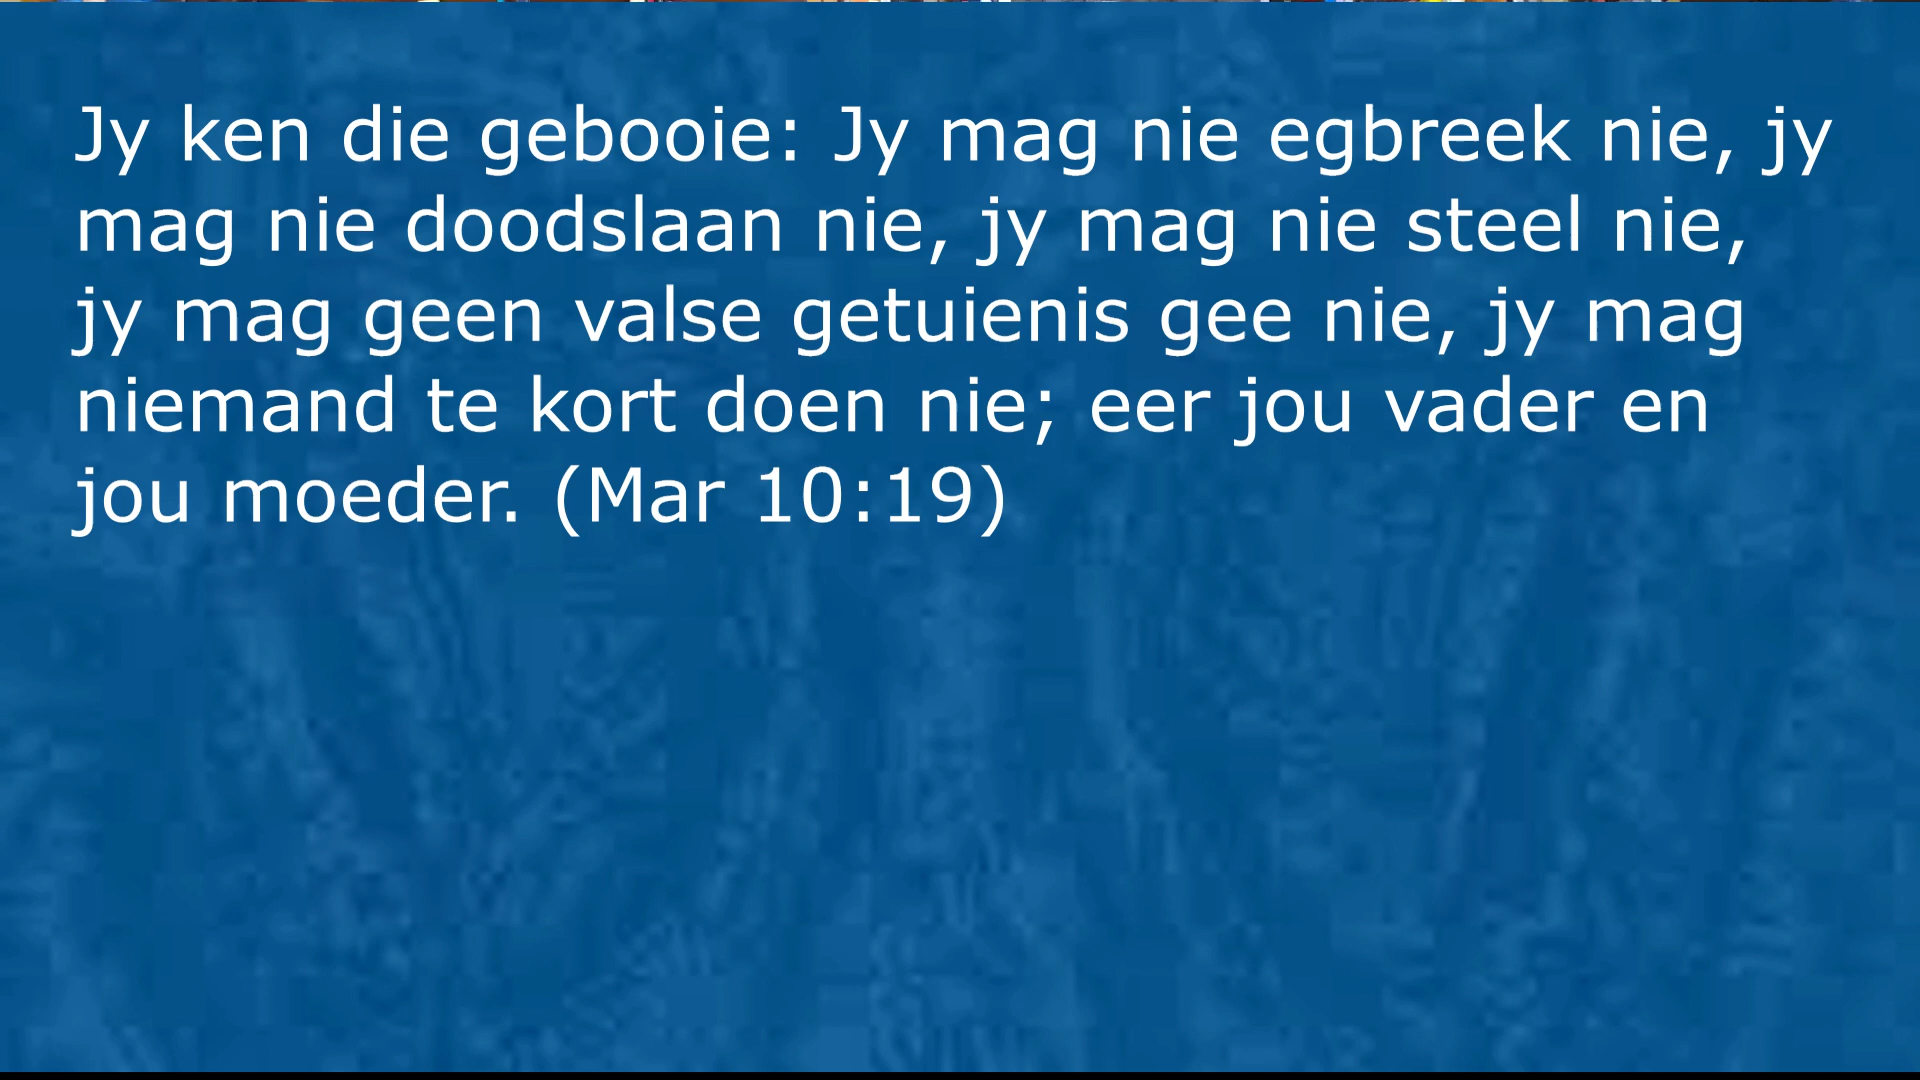 Jy ken die gebooie: Jy mag nie egbreek nie, jy
mag nie doodslaan nie, jy mag nie steel nie,
jy mag geen valse getuienis gee nie, jy mag
niemand te kort doen nie; eer jou vader en
jou moeder. (Mar 10:19)